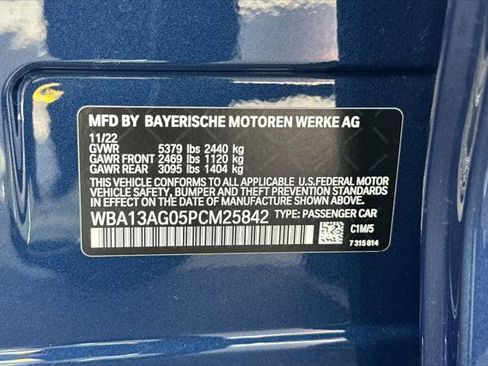 MFD BY BAYERISCHE MOTOREN WERKE AG
11/22
GVWR 5379 lbs 2440 kg
GAWR FRONT 2469 lbs 1120 kg
GAWR REAR 3095 lbs 1404 kg
THIS VEHICLE CONFORMS TO ALL APPLICABLE U.S. FEDERAL MOTOR
VEHICLE SAFETY, BUMPER AND THEFT PREVENTION STANDARDS IN
EFFECT ON THE DATE OF MANUFACTURE SHOWN ABOVE.
WBA13AG05PCM25842 TYPE: PASSENGER CAR
C1M/5
7 315 814